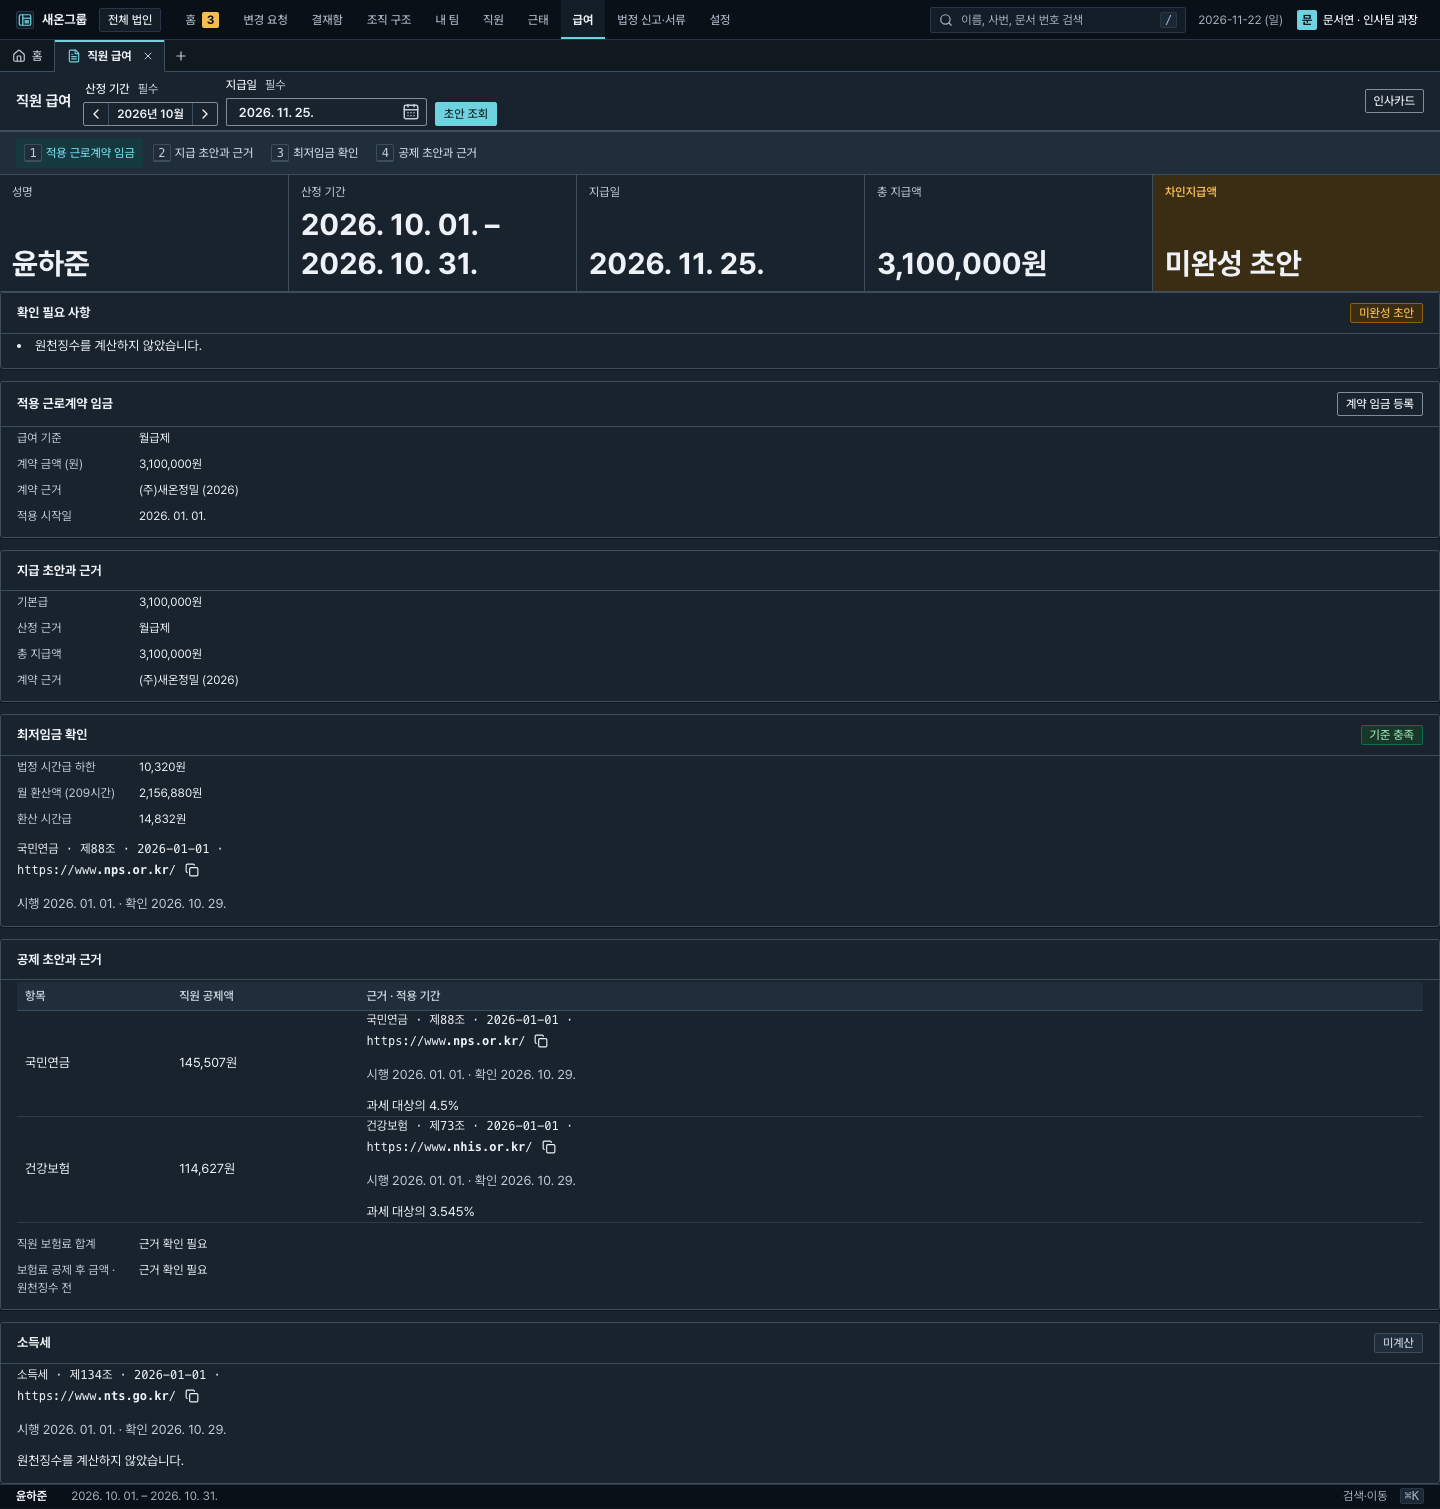 새온그룹 전체 법인 홈 3 변경 요청 결재함 조직 구조 내 팀 직원 근태 급여 법정 신고·서류 설정 이름, 사번, 문서 번호 검색 / 2026-11-22 (일) 문 문서연 · 인사팀 과장
홈 직원 급여
직원 급여
산정 기간 필수
2026년 10월
지급일 필수
2026. 11. 25.
초안 조회
인사카드
1 적용 근로계약 임금 2 지급 초안과 근거 3 최저임금 확인 4 공제 초안과 근거
성명
윤하준
산정 기간
2026. 10. 01. –
2026. 10. 31.
지급일
2026. 11. 25.
총 지급액
3,100,000원
차인지급액
미완성 초안
확인 필요 사항 미완성 초안
• 원천징수를 계산하지 않았습니다.
적용 근로계약 임금 계약 임금 등록
급여 기준 월급제
계약 금액 (원) 3,100,000원
계약 근거 (주)새온정밀 (2026)
적용 시작일 2026. 01. 01.
지급 초안과 근거
기본급 3,100,000원
산정 근거 월급제
총 지급액 3,100,000원
계약 근거 (주)새온정밀 (2026)
최저임금 확인 기준 충족
법정 시간급 하한 10,320원
월 환산액 (209시간) 2,156,880원
환산 시간급 14,832원
국민연금 · 제88조 · 2026-01-01 ·
https://www.nps.or.kr/
시행 2026. 01. 01. · 확인 2026. 10. 29.
공제 초안과 근거
항목 직원 공제액 근거 · 적용 기간
국민연금 145,507원
국민연금 · 제88조 · 2026-01-01 ·
https://www.nps.or.kr/
시행 2026. 01. 01. · 확인 2026. 10. 29.
과세 대상의 4.5%
건강보험 114,627원
건강보험 · 제73조 · 2026-01-01 ·
https://www.nhis.or.kr/
시행 2026. 01. 01. · 확인 2026. 10. 29.
과세 대상의 3.545%
직원 보험료 합계 근거 확인 필요
보험료 공제 후 금액 · 근거 확인 필요
원천징수 전
소득세 미계산
소득세 · 제134조 · 2026-01-01 ·
https://www.nts.go.kr/
시행 2026. 01. 01. · 확인 2026. 10. 29.
원천징수를 계산하지 않았습니다.
윤하준 2026. 10. 01. – 2026. 10. 31. 검색·이동 ⌘K